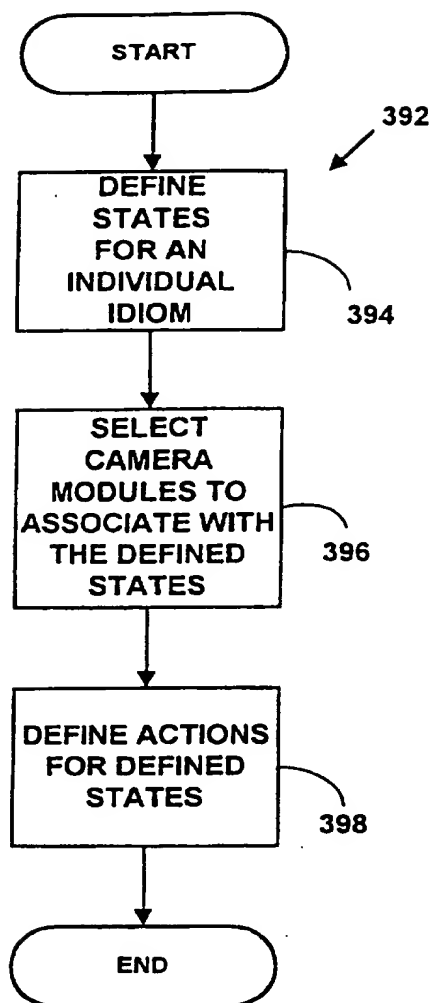 START
392
DEFINE
STATES
FOR AN
INDIVIDUAL
IDIOM
394
SELECT
CAMERA
MODULES TO
ASSOCIATE WITH
THE DEFINED
STATES
396
DEFINE ACTIONS
FOR DEFINED
STATES
398
END